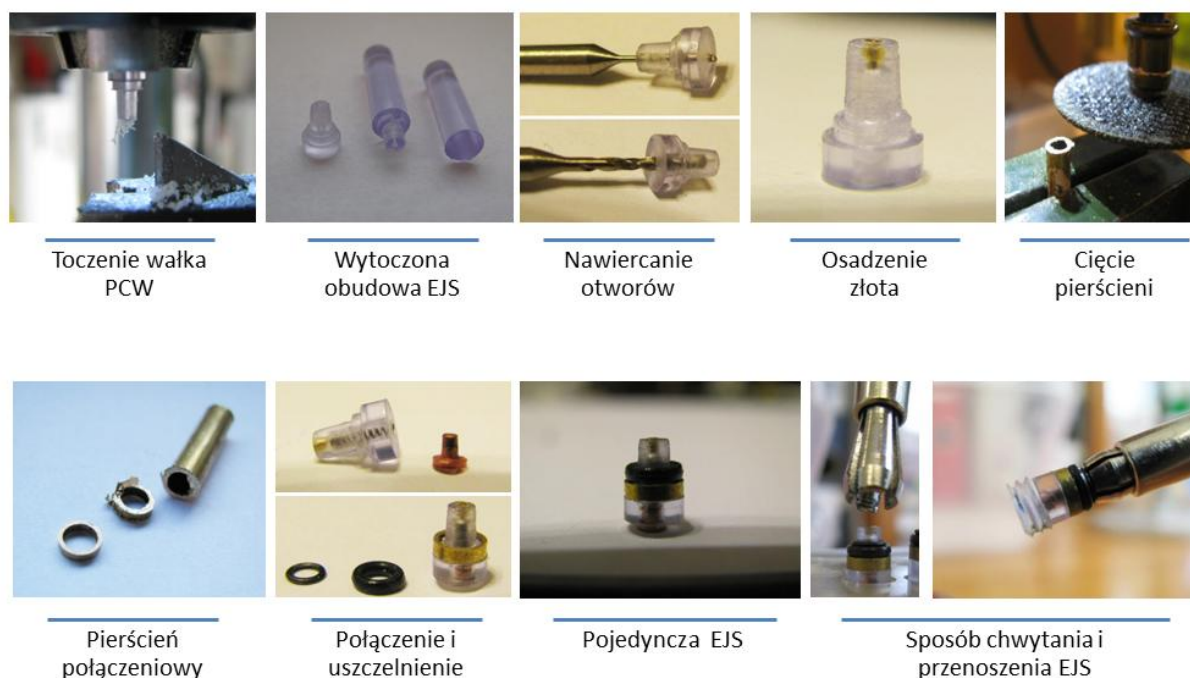 Toczenie wałka
PCW
Wytoczona
obudowa EJS
Nawiercanie
otworów
Osadzenie
złota
Cięcie
pierścieni
Pierścień
połączeniowy
Połączenie i
uszczelnienie
Pojedyncza EJS
Sposób chwytania i
przenoszenia EJS